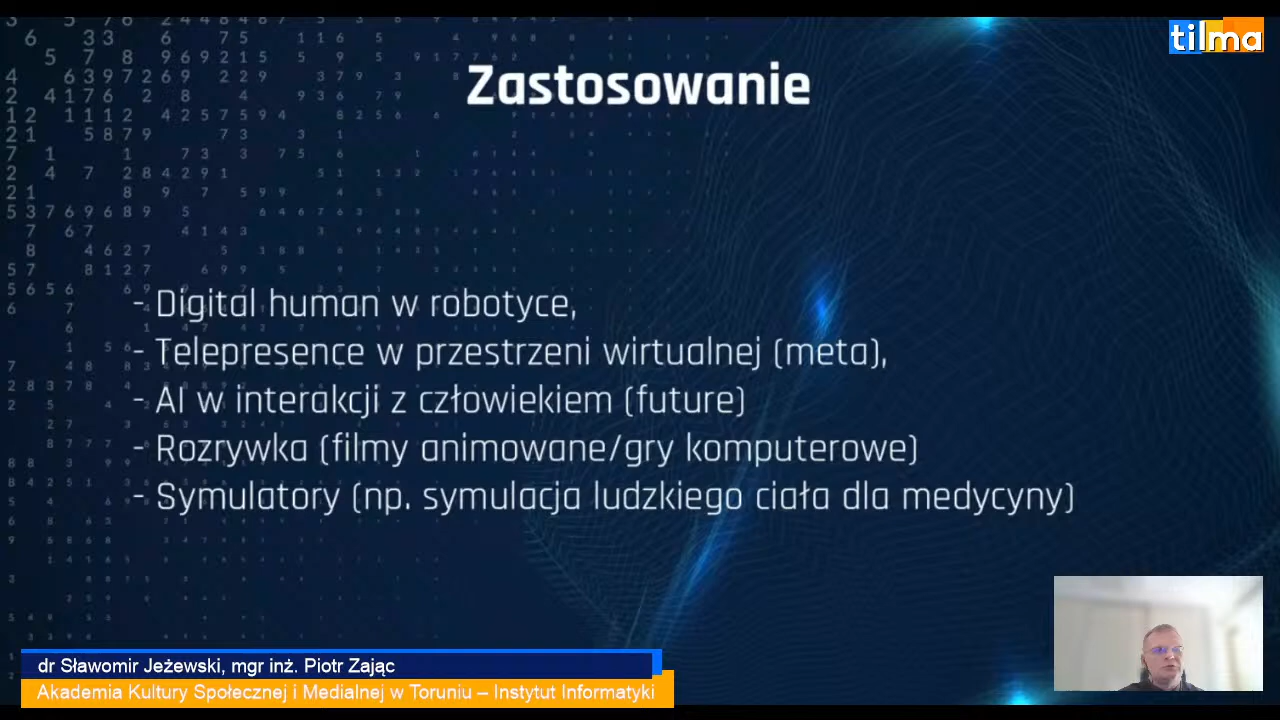 tilma
Zastosowanie
- Digital human w robotyce,
- Telepresence w przestrzeni wirtualnej (meta),
- AI w interakcji z człowiekiem (future)
- Rozrywka (filmy animowane/gry komputerowe)
- Symulatory (np. symulacja ludzkiego ciała dla medycyny)
dr Sławomir Jeżewski, mgr inż. Piotr Zając
Akademia Kultury Społecznej i Medialnej w Toruniu – Instytut Informatyki